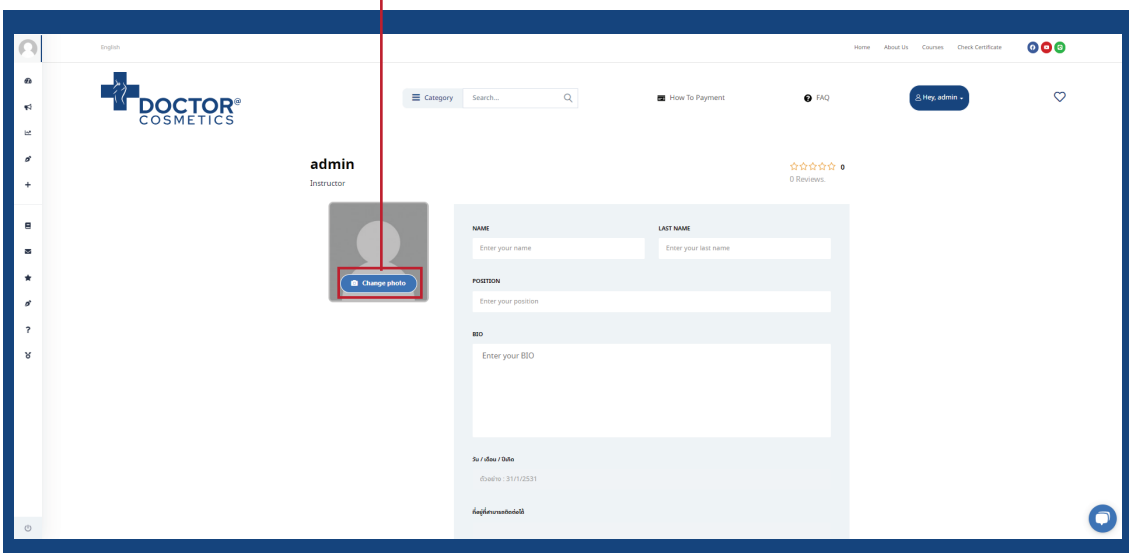 English
Home About Us Courses Check Certificate
DOCTOR@
COSMETICS
Category Search... How To Payment FAQ Hey, admin
admin
Instructor
0
0 Reviews.
NAME LAST NAME
Enter your name Enter your last name
Change photo
POSITION
Enter your position
BIO
Enter your BIO
วัน / เดือน / ปีเกิด
ตัวอย่าง : 31/1/2531
ที่อยู่ที่สามารถติดต่อได้